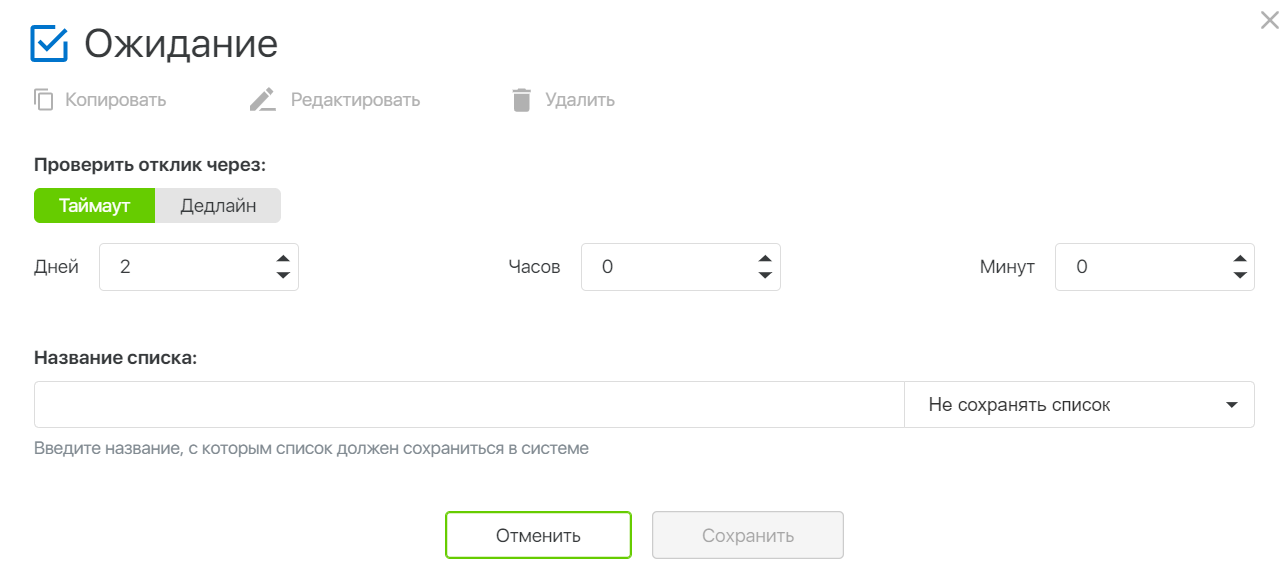 Ожидание
Копировать Редактировать Удалить
Проверить отклик через:
Таймаут Дедлайн
Дней 2 Часов 0 Минут 0
Название списка:
Не сохранять список
Введите название, с которым список должен сохраниться в системе
Отменить Сохранить